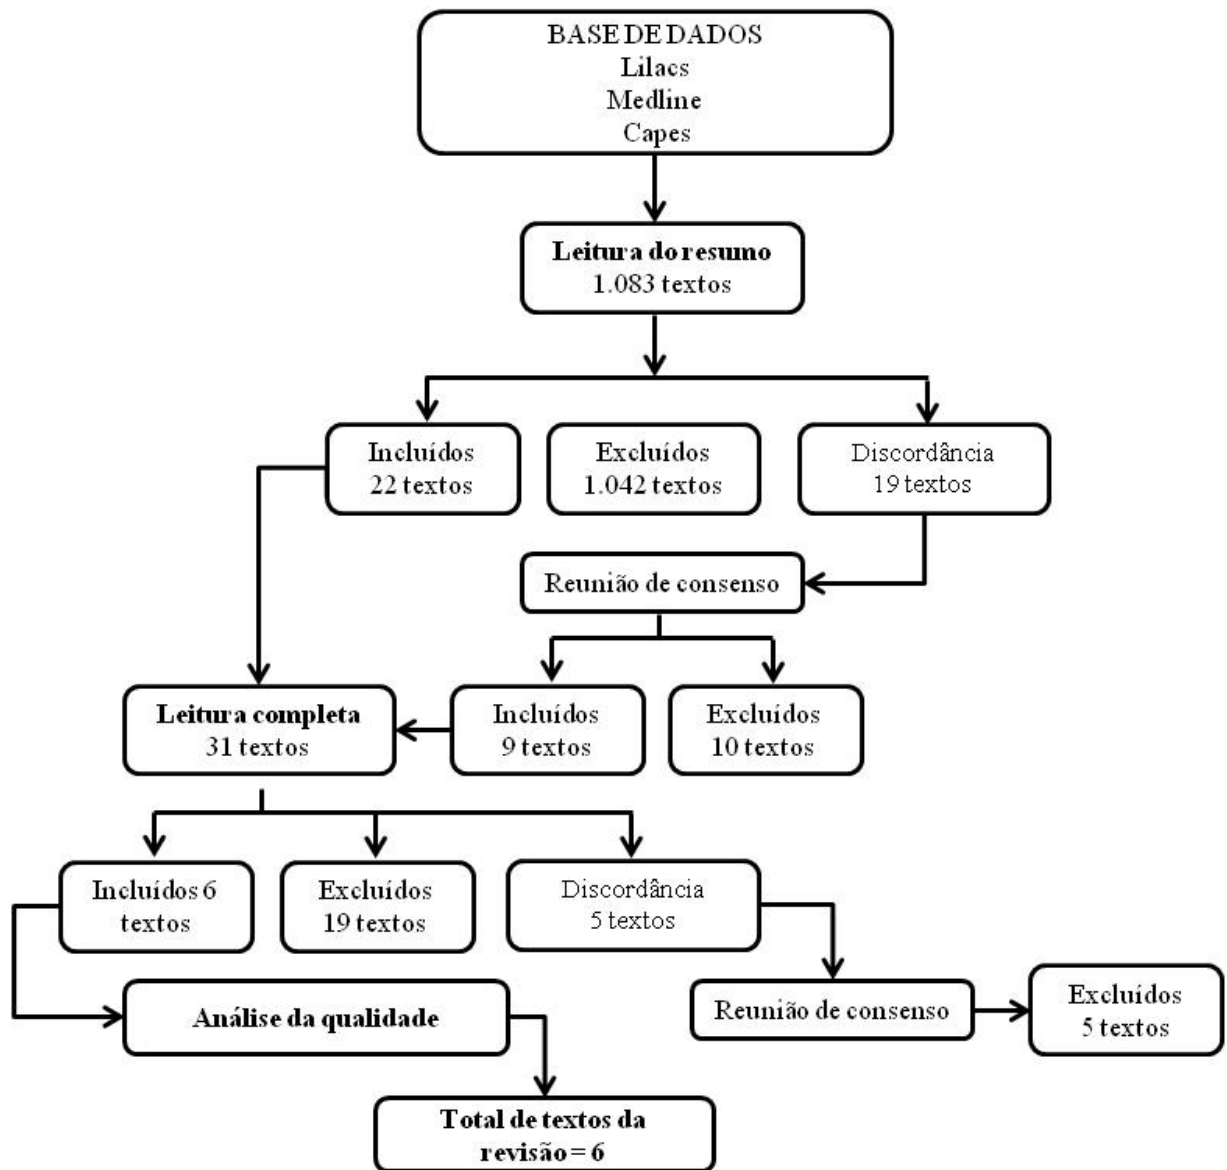 BASE DE DADOS
Lilacs
Medline
Capes
Leitura do resumo
1.083 textos
Incluídos
22 textos
Excluídos
1.042 textos
Discordância
19 textos
Reunião de consenso
Leitura completa
31 textos
Incluídos
9 textos
Excluídos
10 textos
Incluídos 6
textos
Excluídos
19 textos
Discordância
5 textos
Análise da qualidade
Reunião de consenso
Excluídos
5 textos
Total de textos da
revisão = 6